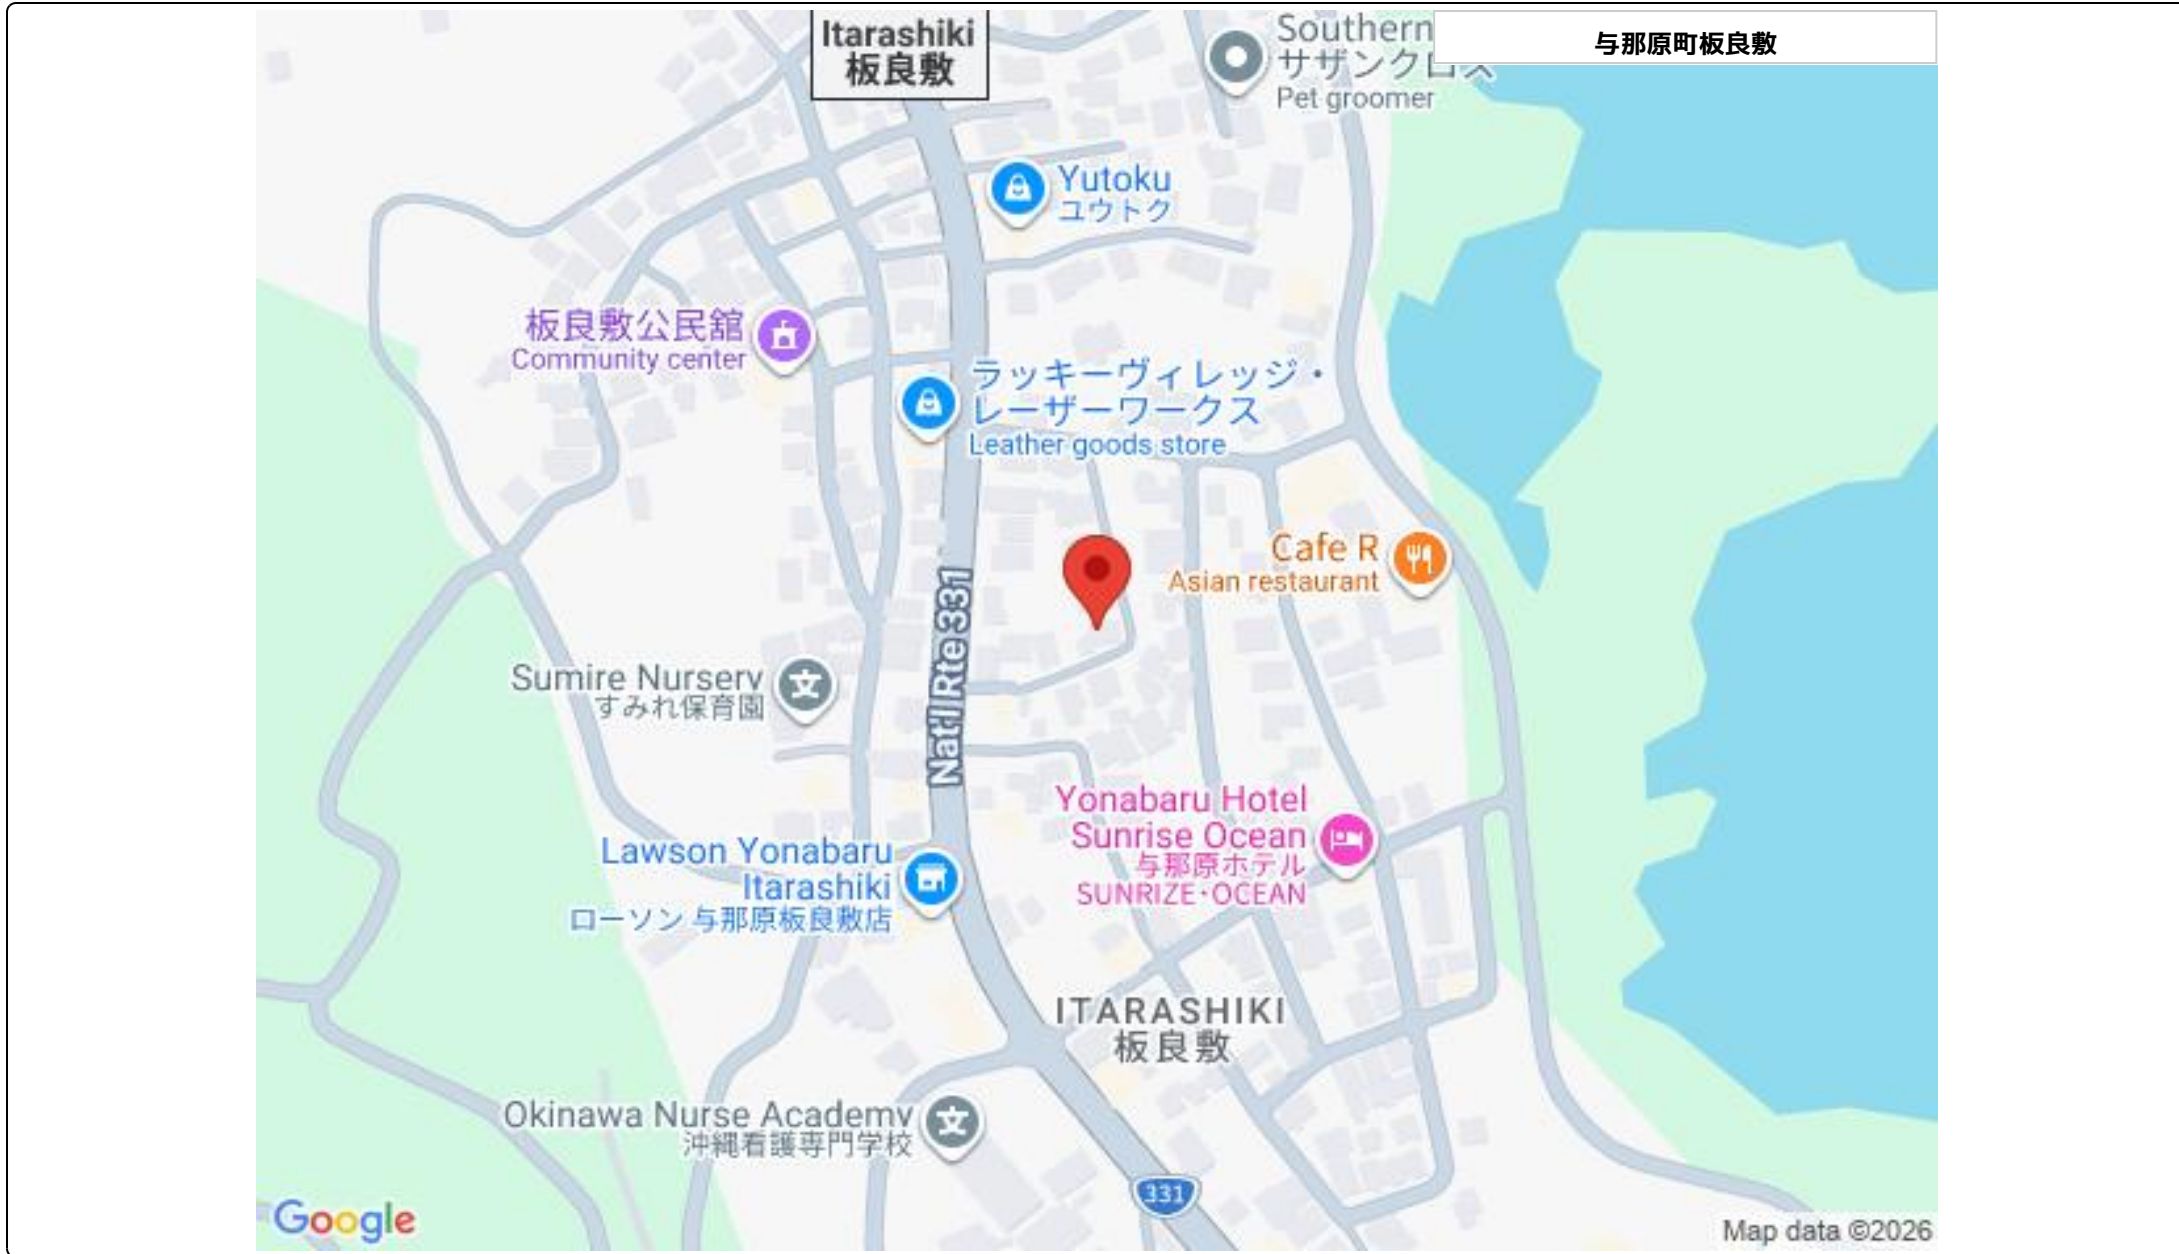 Itarashiki
板良敷
Southern
サザンクロス
Pet groomer
与那原町板良敷
Yutoku
ユウトク
板良敷公民舘
Community center
ラッキーヴィレッジ・
レーザーワークス
Leather goods store
Cafe R
Asian restaurant
Nat'l Rte 331
Sumire Nursery
すみれ保育園
Yonabaru Hotel
Sunrise Ocean
与那原ホテル
SUNRIZE・OCEAN
Lawson Yonabaru
Itarashiki
ローソン 与那原板良敷店
ITARASHIKI
板良敷
Okinawa Nurse Academy
沖縄看護専門学校
331
Google
Map data ©2026